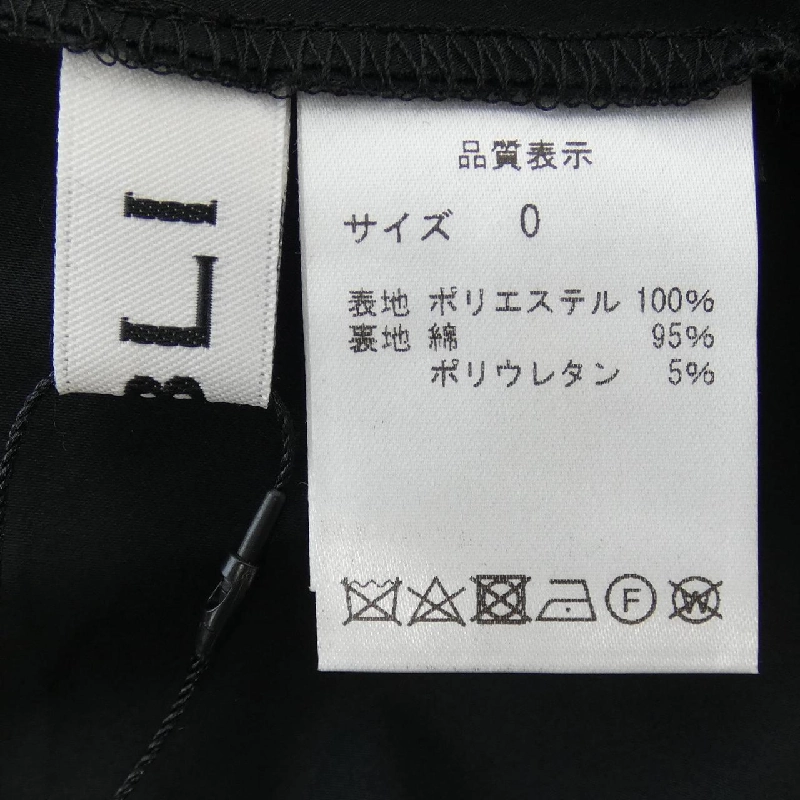 BLI
品質表示
サイズ 0
表地 ポリエステル 100%
裏地 綿 95%
ポリウレタン 5%
F
W